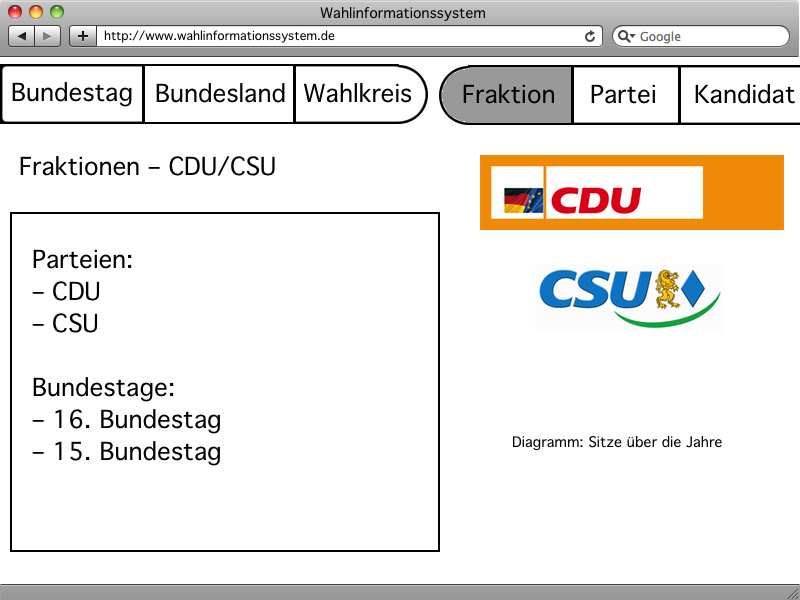 Wahlinformationssystem
http://www.wahlinformationssystem.de
Google
Bundestag Bundesland Wahlkreis Fraktion Partei Kandidat
Fraktionen – CDU/CSU
CDU
CSU
Parteien:
– CDU
– CSU
Bundestage:
– 16. Bundestag
– 15. Bundestag
Diagramm: Sitze über die Jahre